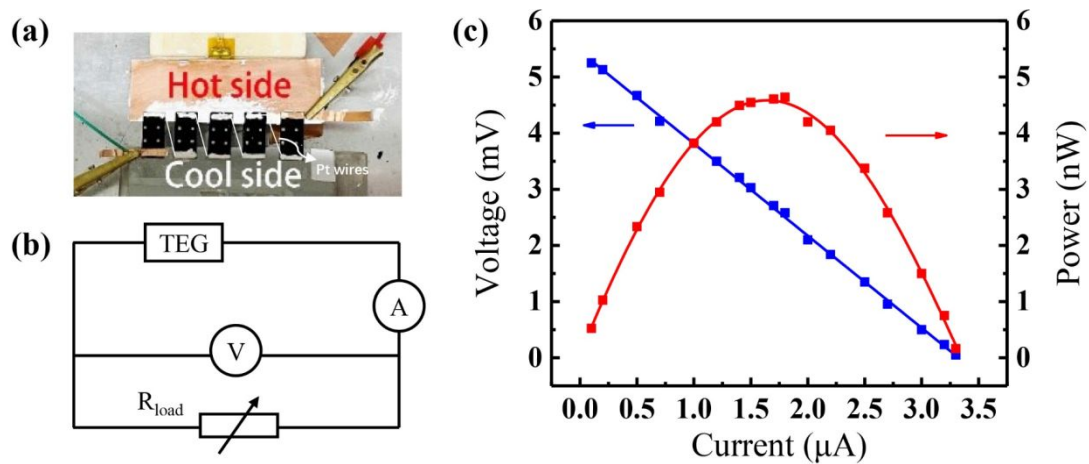 (a)
Hot side
Cool side
Pt wires
(b)
TEG
A
V
R_load
(c)
Voltage (mV)
6
5
4
3
2
1
0
Power (nW)
6
5
4
3
2
1
0
0.0 0.5 1.0 1.5 2.0 2.5 3.0 3.5
Current (μA)